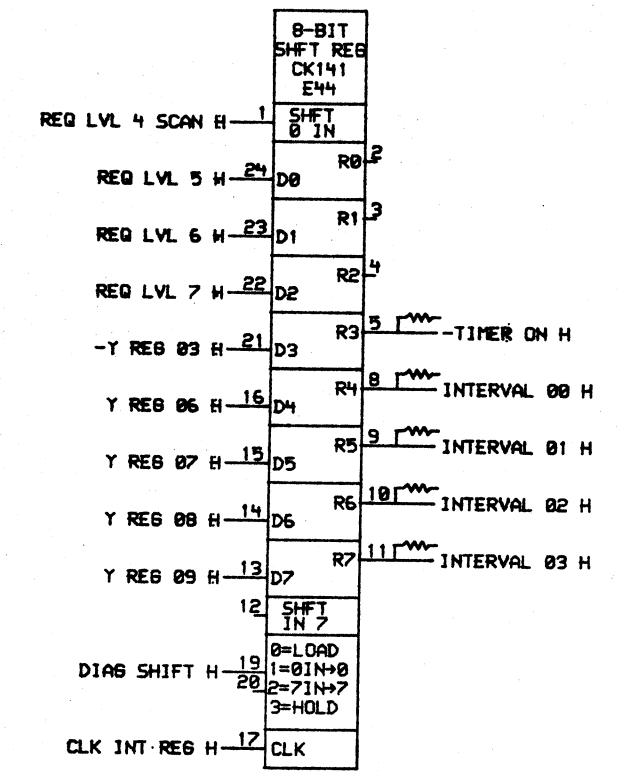 8-BIT
SHFT REG
CK141
E44
REQ LVL 4 SCAN H 1 SHFT
0 IN
R0 2
REQ LVL 5 H 24 D0
R1 3
REQ LVL 6 H 23 D1
R2 4
REQ LVL 7 H 22 D2
R3 5 -TIMER ON H
-Y REG 03 H 21 D3
R4 8 INTERVAL 00 H
Y REG 06 H 16 D4
R5 9 INTERVAL 01 H
Y REG 07 H 15 D5
R6 10 INTERVAL 02 H
Y REG 08 H 14 D6
R7 11 INTERVAL 03 H
Y REG 09 H 13 D7
12 SHFT
IN 7
0=LOAD
DIAG SHIFT H 19 1=0IN→0
20 2=7IN→7
3=HOLD
CLK INT REG H 17 CLK